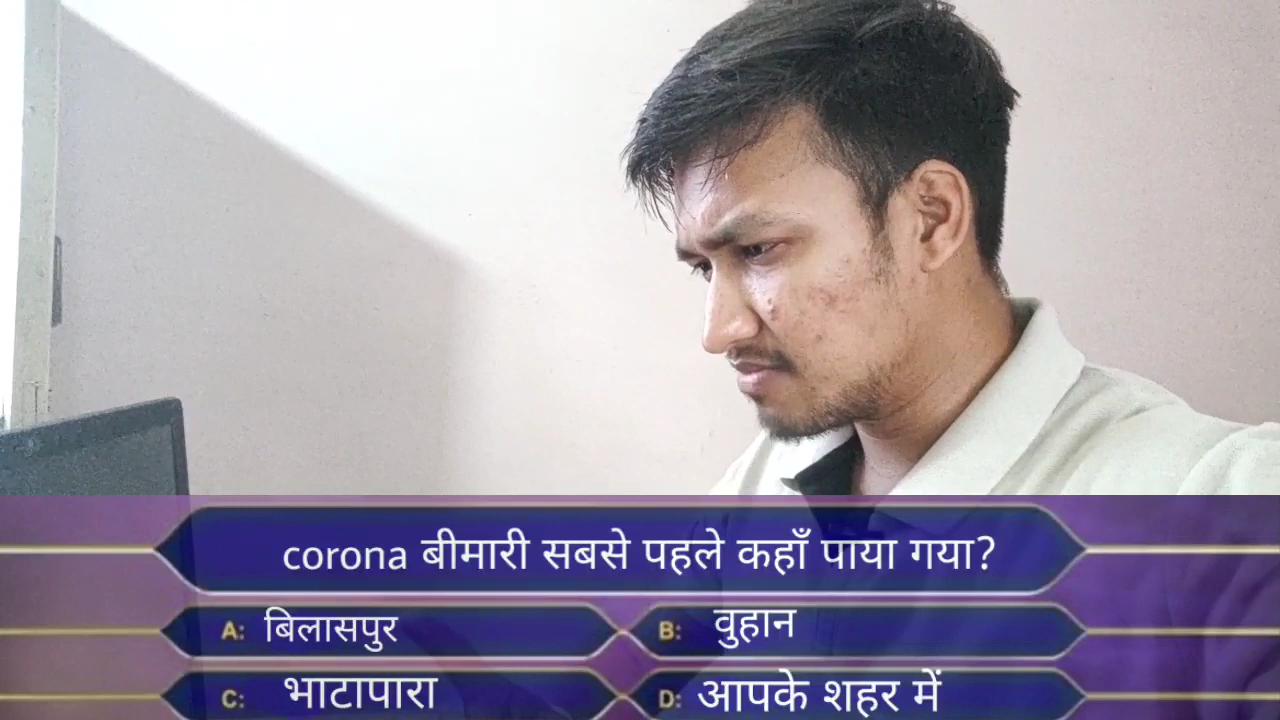 corona बीमारी सबसे पहले कहाँ पाया गया?
A: बिलासपुर
B: वुहान
C: भाटापारा
D: आपके शहर में